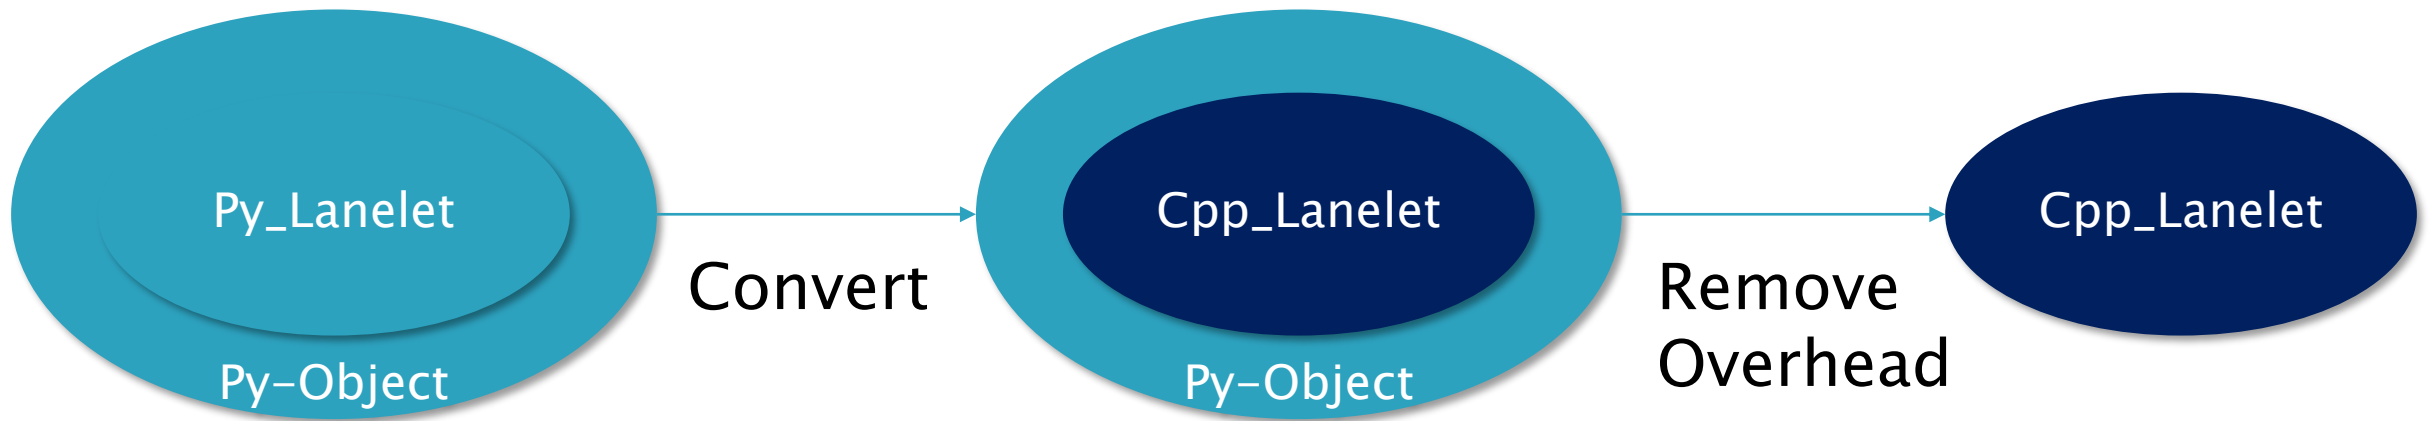 Py_Lanelet
Py-Object
Convert
Cpp_Lanelet
Py-Object
Remove
Overhead
Cpp_Lanelet